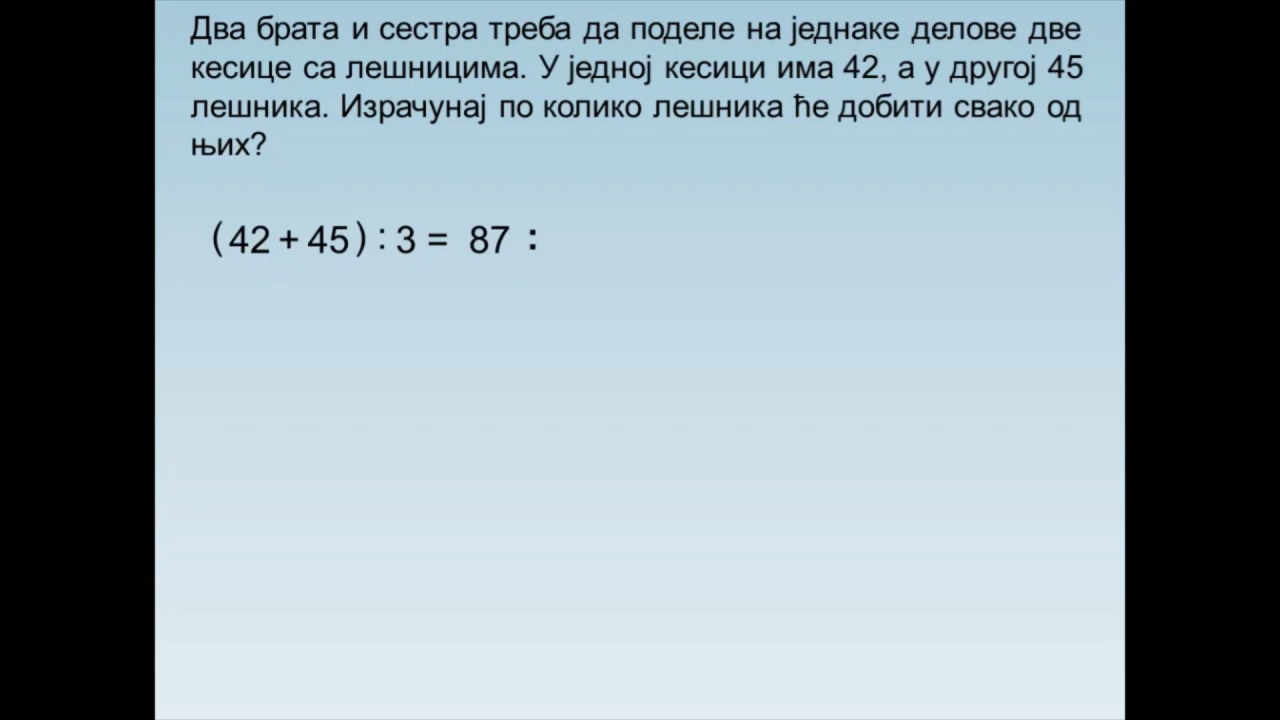 Два брата и сестра треба да поделе на једнаке делове две
кесице са лешницима. У једној кесици има 42, а у другој 45
лешника. Израчунај по колико лешника ће добити свако од
њих?
(42 + 45) : 3 = 87 :